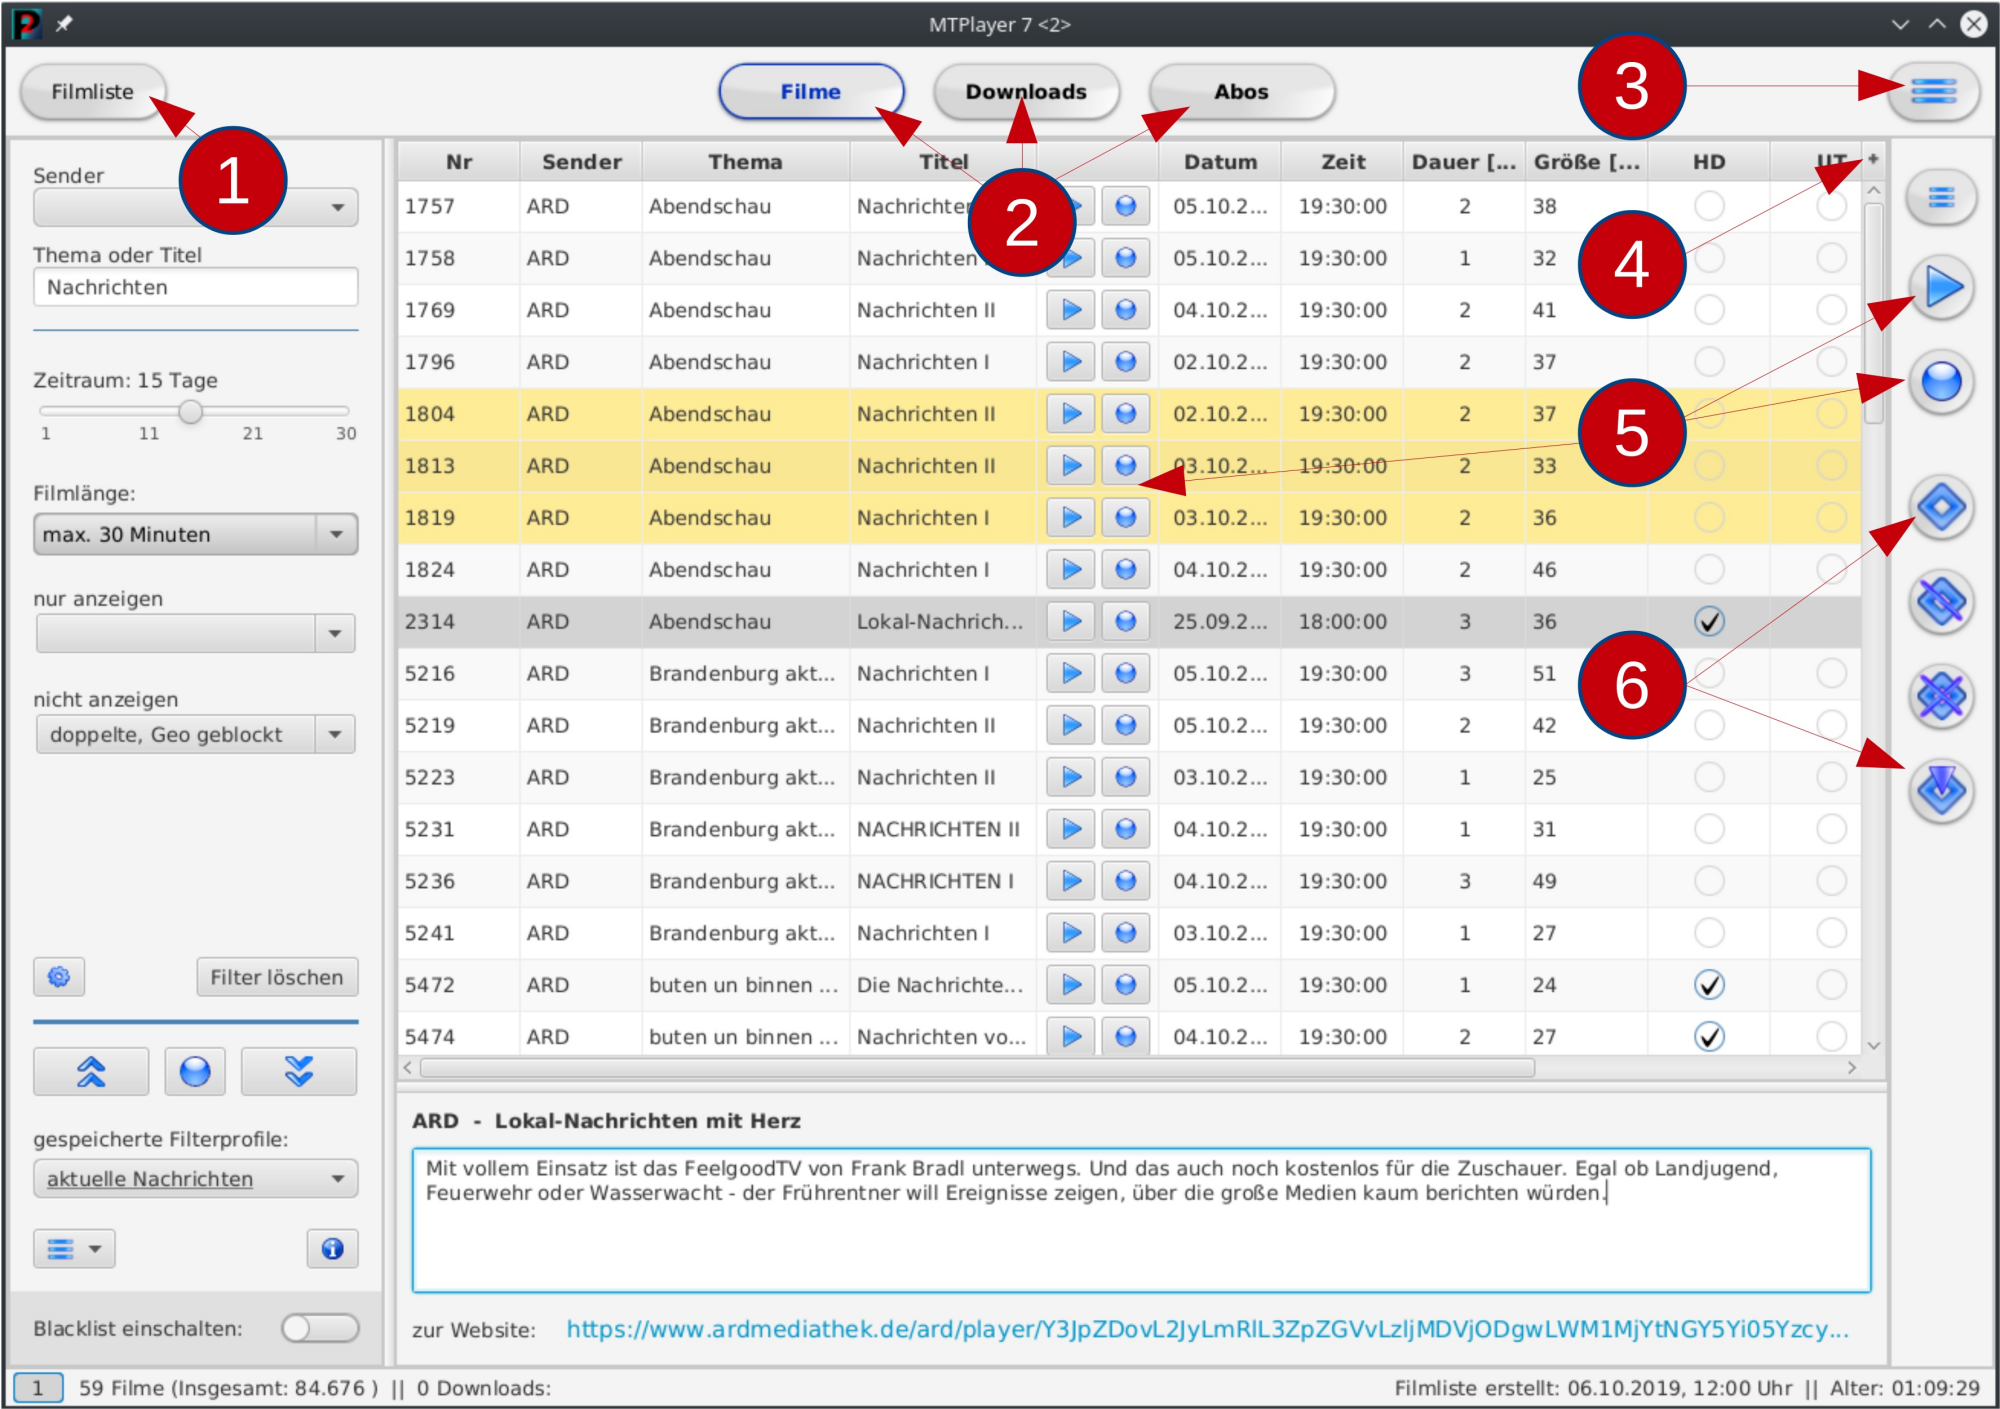 MTPlayer 7 <2>
Filmliste
Filme
Downloads
Abos
3
1
2
4
5
6
Sender
Thema oder Titel
Nachrichten
Zeitraum: 15 Tage
1 11 21 30
Filmlänge:
max. 30 Minuten
nur anzeigen
nicht anzeigen
doppelte, Geo geblockt
Filter löschen
gespeicherte Filterprofile:
aktuelle Nachrichten
Blacklist einschalten:
Nr Sender Thema Titel Datum Zeit Dauer [... Größe [... HD UT +
1757 ARD Abendschau Nachrichten 05.10.2... 19:30:00 2 38
1758 ARD Abendschau Nachrichten 05.10.2... 19:30:00 1 32
1769 ARD Abendschau Nachrichten II 04.10.2... 19:30:00 2 41
1796 ARD Abendschau Nachrichten I 02.10.2... 19:30:00 2 37
1804 ARD Abendschau Nachrichten II 02.10.2... 19:30:00 2 37
1813 ARD Abendschau Nachrichten II 03.10.2... 19:30:00 2 33
1819 ARD Abendschau Nachrichten I 03.10.2... 19:30:00 2 36
1824 ARD Abendschau Nachrichten I 04.10.2... 19:30:00 2 46
2314 ARD Abendschau Lokal-Nachrich... 25.09.2... 18:00:00 3 36
5216 ARD Brandenburg akt... Nachrichten I 05.10.2... 19:30:00 3 51
5219 ARD Brandenburg akt... Nachrichten II 05.10.2... 19:30:00 2 42
5223 ARD Brandenburg akt... Nachrichten II 03.10.2... 19:30:00 1 25
5231 ARD Brandenburg akt... NACHRICHTEN II 04.10.2... 19:30:00 1 31
5236 ARD Brandenburg akt... NACHRICHTEN I 04.10.2... 19:30:00 3 49
5241 ARD Brandenburg akt... Nachrichten I 03.10.2... 19:30:00 1 27
5472 ARD buten un binnen ... Die Nachrichte... 05.10.2... 19:30:00 1 24
5474 ARD buten un binnen ... Nachrichten vo... 04.10.2... 19:30:00 2 27
ARD - Lokal-Nachrichten mit Herz
Mit vollem Einsatz ist das FeelgoodTV von Frank Bradl unterwegs. Und das auch noch kostenlos für die Zuschauer. Egal ob Landjugend,
Feuerwehr oder Wasserwacht - der Frührentner will Ereignisse zeigen, über die große Medien kaum berichten würden.
zur Website: https://www.ardmediathek.de/ard/player/Y3JpZDovL2JyLmRlL3ZpZGVvLzljMDVjODgwLWM1MjYtNGY5Yi05Yzcy...
1 59 Filme (Insgesamt: 84.676 ) || 0 Downloads:
Filmliste erstellt: 06.10.2019, 12:00 Uhr || Alter: 01:09:29